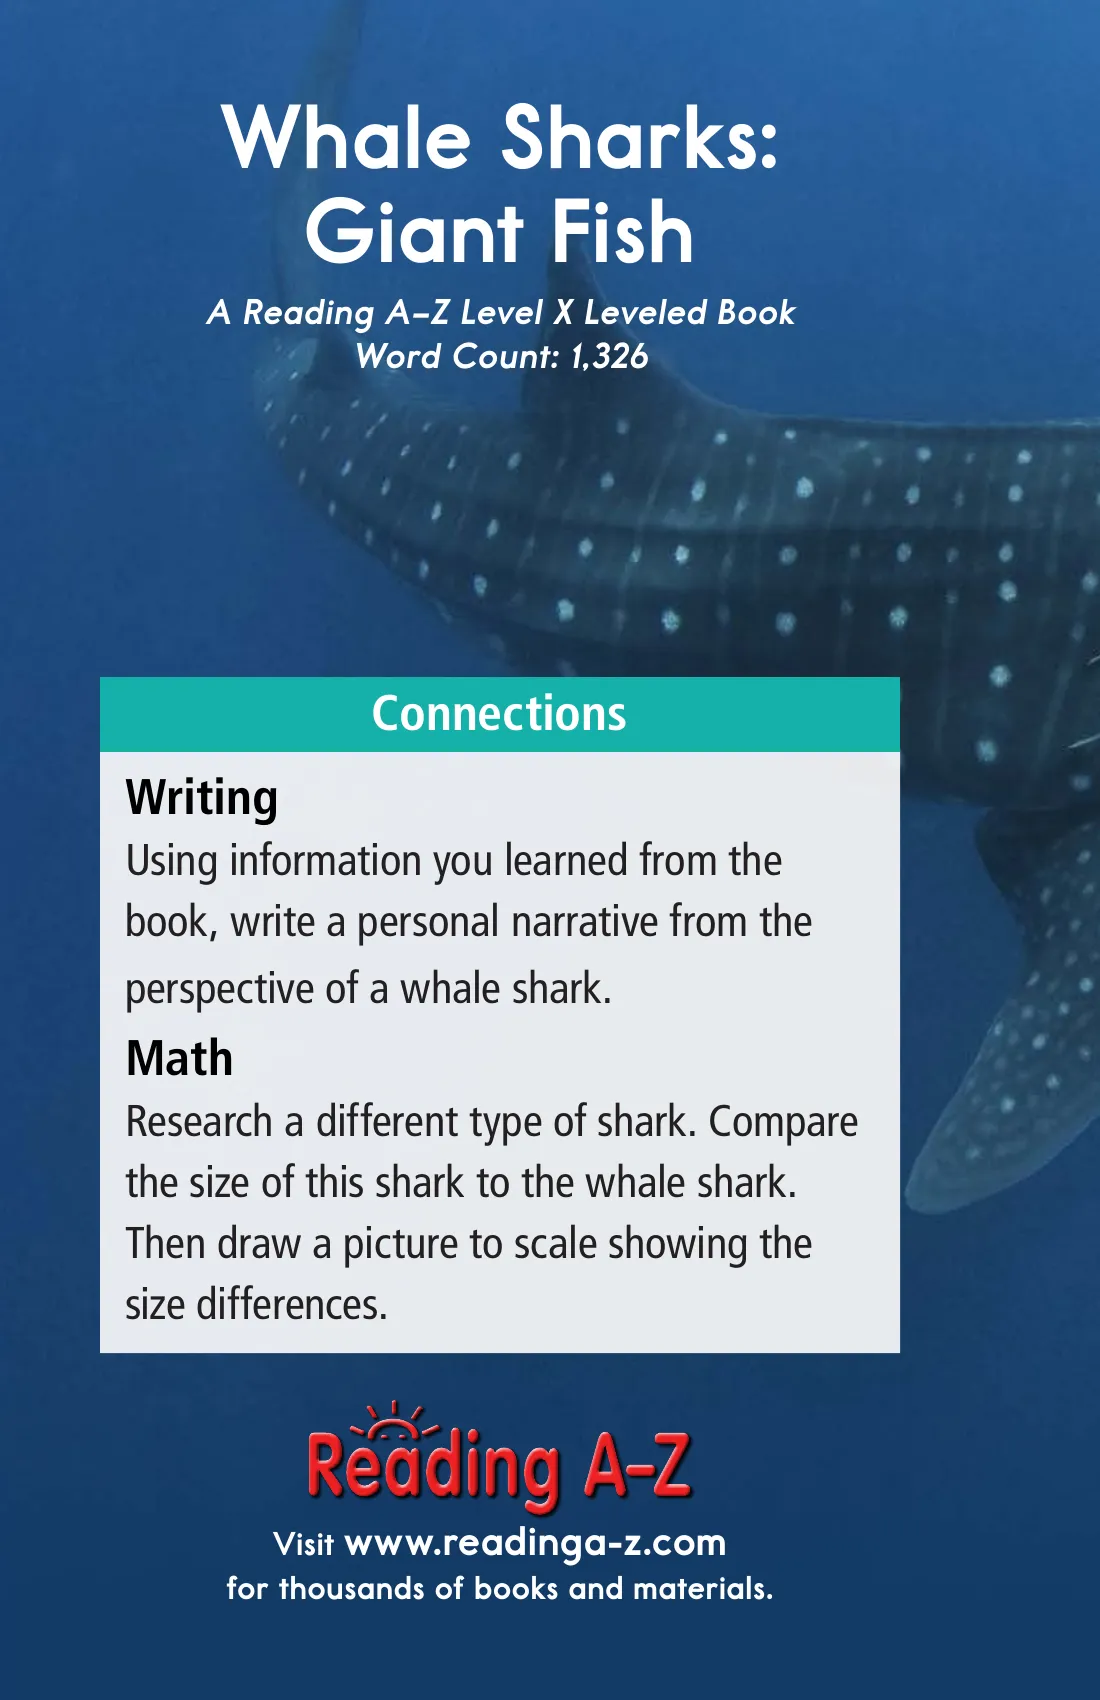 Whale Sharks:
Giant Fish
A Reading A–Z Level X Leveled Book
Word Count: 1,326
Connections
Writing
Using information you learned from the
book, write a personal narrative from the
perspective of a whale shark.
Math
Research a different type of shark. Compare
the size of this shark to the whale shark.
Then draw a picture to scale showing the
size differences.
Reading A–Z
Visit www.readinga-z.com
for thousands of books and materials.